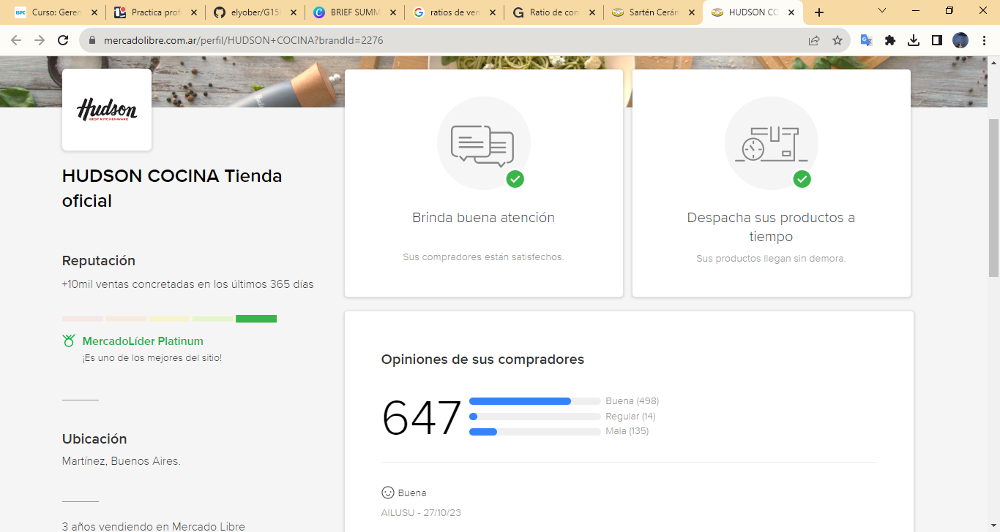 Curso: Geren
Practica prof
elyober/G15
BRIEF SUMM
ratios de ven
Ratio de con
Sartén Cerán
HUDSON CO
mercadolibre.com.ar/perfil/HUDSON+COCINA?brandId=2276
Hudson
BEST KITCHENWARE
HUDSON COCINA Tienda
oficial
Reputación
+10mil ventas concretadas en los últimos 365 días
MercadoLíder Platinum
¡Es uno de los mejores del sitio!
Ubicación
Martínez, Buenos Aires.
3 años vendiendo en Mercado Libre
Brinda buena atención
Sus compradores están satisfechos.
Despacha sus productos a
tiempo
Sus productos llegan sin demora.
Opiniones de sus compradores
647
Buena (498)
Regular (14)
Mala (135)
Buena
AILUSU - 27/10/23